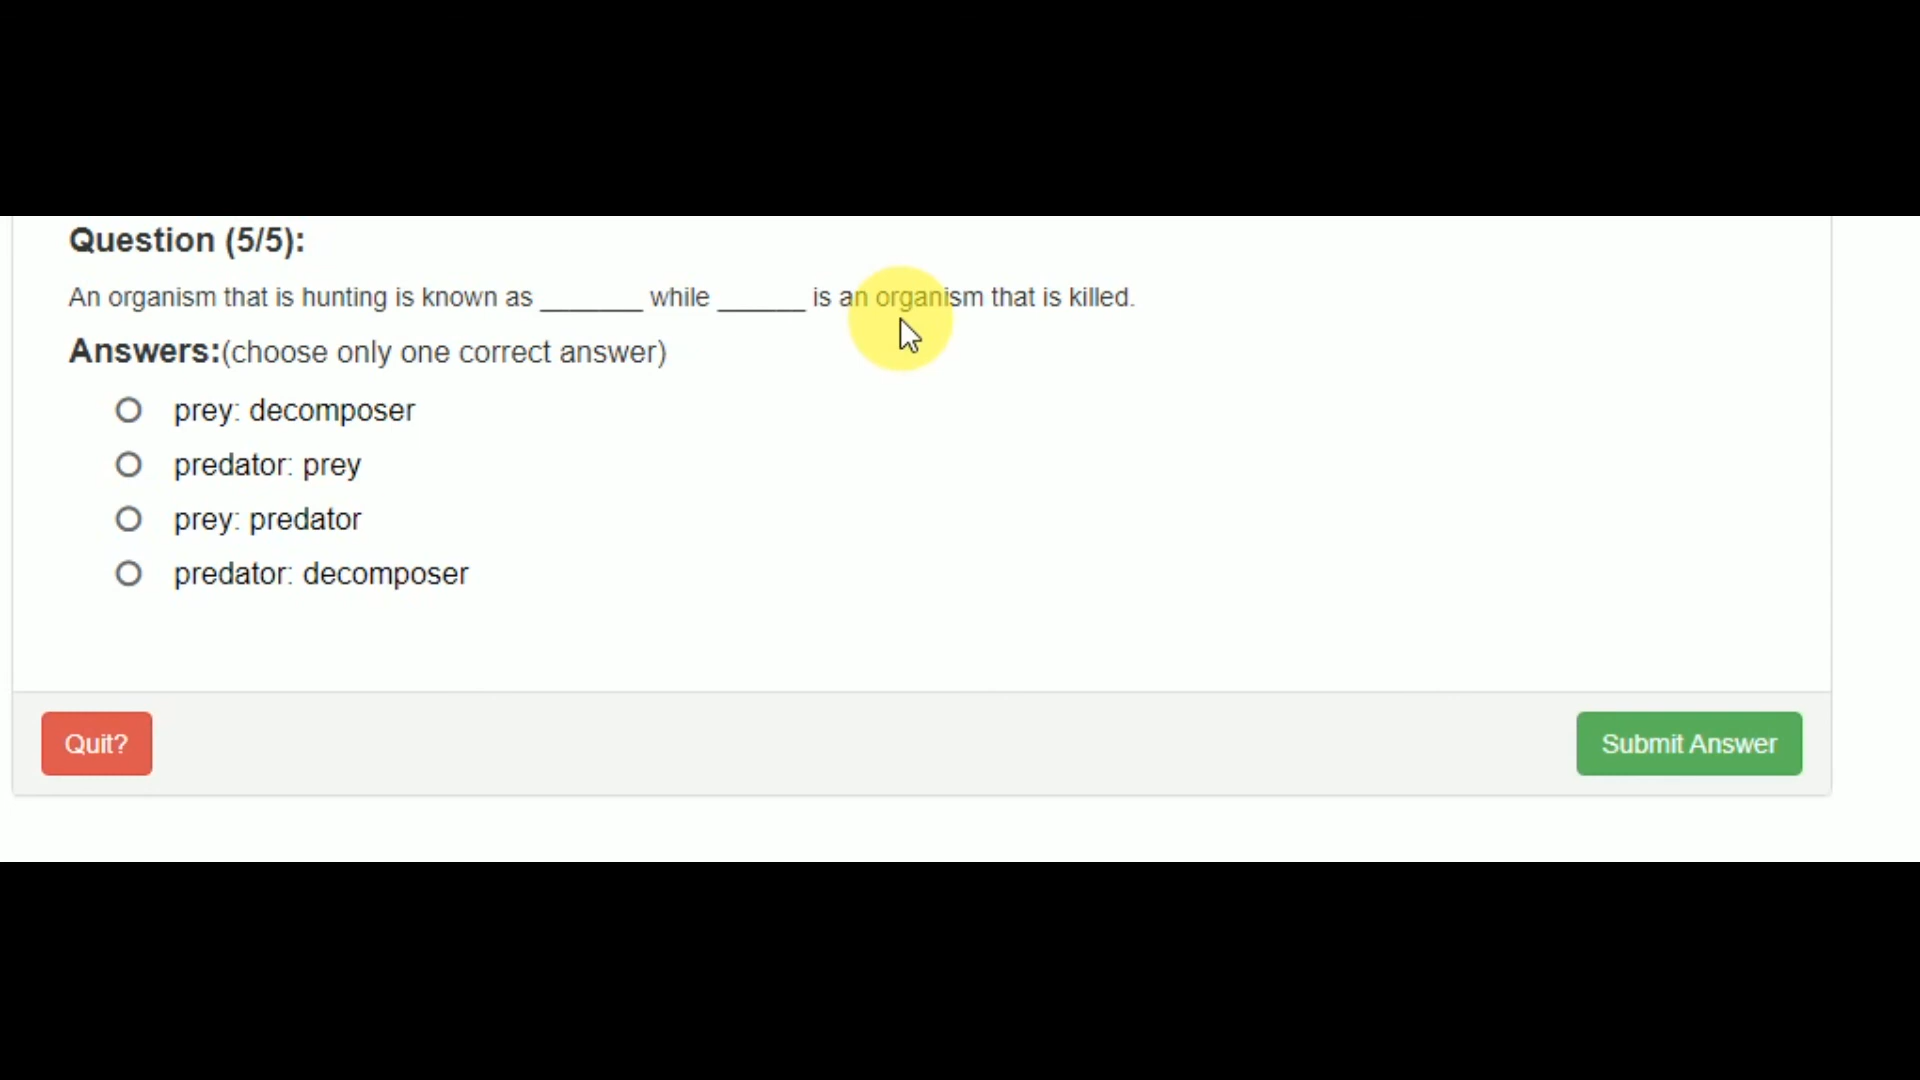 Question (5/5):
An organism that is hunting is known as _______ while ______ is an organism that is killed.
Answers:(choose only one correct answer)
prey: decomposer
predator: prey
prey: predator
predator: decomposer
Quit?
Submit Answer